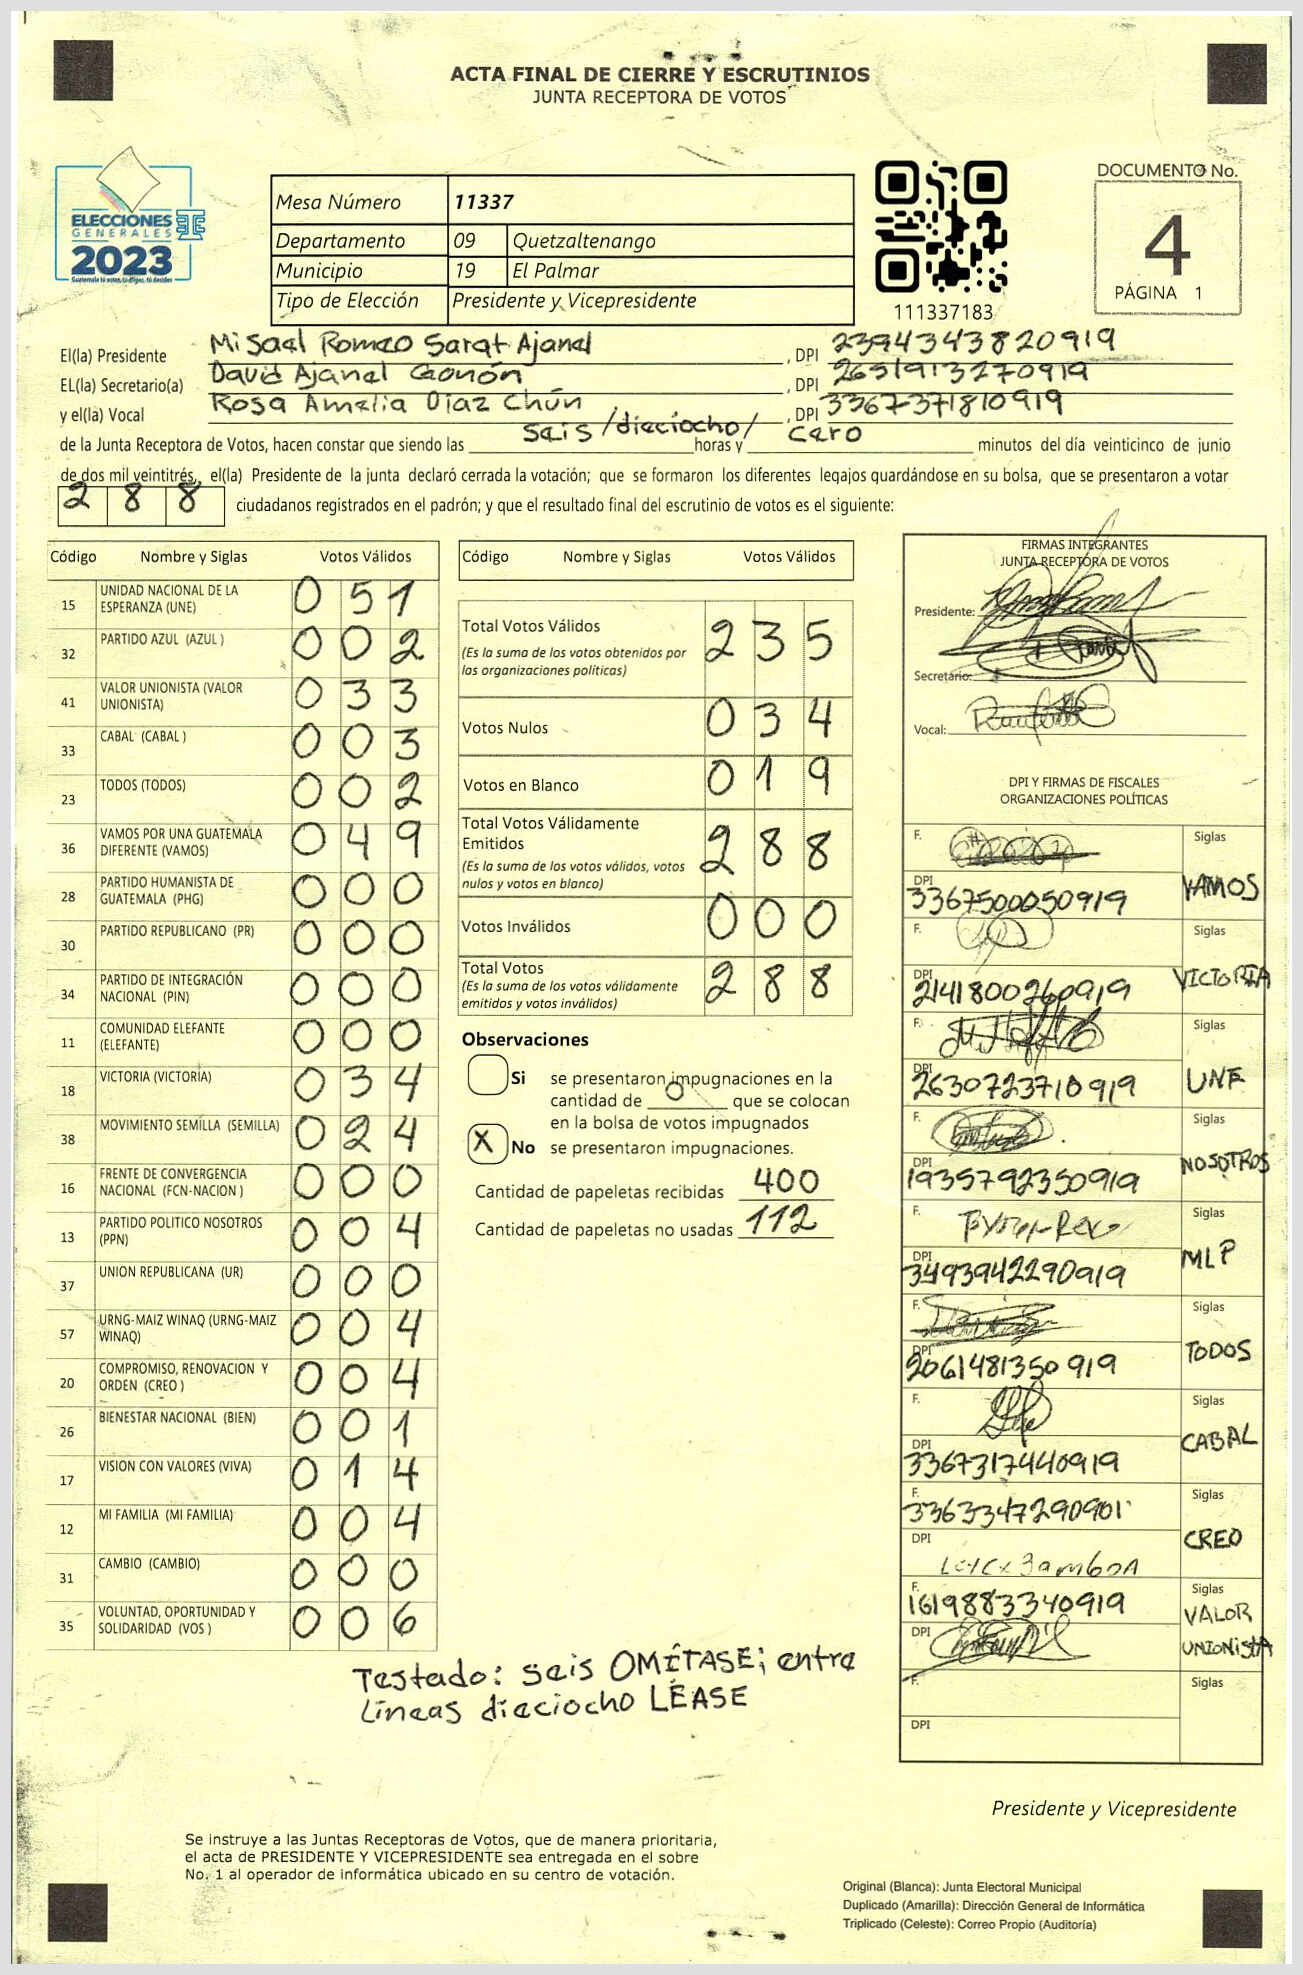 ACTA FINAL DE CIERRE Y ESCRUTINIOS
JUNTA RECEPTORA DE VOTOS
ELECCIONES
GENERALES
2023
Guatemala tú votas, tú eliges, tú decides
Mesa Número 11337
Departamento 09 Quetzaltenango
Municipio 19 El Palmar
Tipo de Elección Presidente y Vicepresidente
111337183
DOCUMENTO No.
4
PÁGINA 1
El(la) Presidente Misael Romeo Sarat Ajanel , DPI 2394343820919
EL(la) Secretario(a) David Ajanel , DPI 2651913270919
y el(la) Vocal Rosa Amelia Diaz Chún , DPI 3367371810919
de la Junta Receptora de Votos, hacen constar que siendo las seis /dieciocho/ horas y cero minutos del día veinticinco de junio
de dos mil veintitrés, el(la) Presidente de la junta declaró cerrada la votación; que se formaron los diferentes legajos guardándose en su bolsa, que se presentaron a votar
288 ciudadanos registrados en el padrón; y que el resultado final del escrutinio de votos es el siguiente:
Código Nombre y Siglas Votos Válidos
15 UNIDAD NACIONAL DE LA ESPERANZA (UNE) 051
32 PARTIDO AZUL (AZUL ) 002
41 VALOR UNIONISTA (VALOR UNIONISTA) 033
33 CABAL (CABAL ) 003
23 TODOS (TODOS) 002
36 VAMOS POR UNA GUATEMALA DIFERENTE (VAMOS) 049
28 PARTIDO HUMANISTA DE GUATEMALA (PHG) 000
30 PARTIDO REPUBLICANO (PR) 000
34 PARTIDO DE INTEGRACIÓN NACIONAL (PIN) 000
11 COMUNIDAD ELEFANTE (ELEFANTE) 000
18 VICTORIA (VICTORIA) 034
38 MOVIMIENTO SEMILLA (SEMILLA) 024
16 FRENTE DE CONVERGENCIA NACIONAL (FCN-NACION ) 000
13 PARTIDO POLITICO NOSOTROS (PPN) 004
37 UNION REPUBLICANA (UR) 000
57 URNG-MAIZ WINAQ (URNG-MAIZ WINAQ) 004
20 COMPROMISO, RENOVACION Y ORDEN (CREO ) 004
26 BIENESTAR NACIONAL (BIEN) 001
17 VISION CON VALORES (VIVA) 014
12 MI FAMILIA (MI FAMILIA) 004
31 CAMBIO (CAMBIO) 000
35 VOLUNTAD, OPORTUNIDAD Y SOLIDARIDAD (VOS ) 006
Código Nombre y Siglas Votos Válidos
Total Votos Válidos 235
(Es la suma de los votos obtenidos por
las organizaciones políticas)
Votos Nulos 034
Votos en Blanco 019
Total Votos Válidamente
Emitidos 288
(Es la suma de los votos válidos, votos
nulos y votos en blanco)
Votos Inválidos 000
Total Votos 288
(Es la suma de los votos válidamente
emitidos y votos inválidos)
Observaciones
Si se presentaron impugnaciones en la
cantidad de 0 que se colocan
en la bolsa de votos impugnados
X No se presentaron impugnaciones.
Cantidad de papeletas recibidas 400
Cantidad de papeletas no usadas 112
Testado: seis OMÍTASE; entre
líneas dieciocho LÉASE
FIRMAS INTEGRANTES
JUNTA RECEPTORA DE VOTOS
Presidente:
Secretario:
Vocal:
DPI Y FIRMAS DE FISCALES
ORGANIZACIONES POLÍTICAS
F. Siglas
DPI 3367500050919 VAMOS
F. Siglas
DPI 2141800260919 VICTORIA
F. Siglas
DPI 2630723710919 UNE
F. Siglas
DPI 1935792350919 NOSOTROS
F. Siglas
DPI 3493942290919 MLP
F. Siglas
DPI 2061481350919 TODOS
F. Siglas
DPI 3367317440919 CABAL
F. 3363347290901 Siglas
DPI CREO
F. 1619883340919 Siglas
DPI VALOR UNIONISTA
F. Siglas
DPI
Presidente y Vicepresidente
Se instruye a las Juntas Receptoras de Votos, que de manera prioritaria,
el acta de PRESIDENTE Y VICEPRESIDENTE sea entregada en el sobre
No. 1 al operador de informática ubicado en su centro de votación.
Original (Blanca): Junta Electoral Municipal
Duplicado (Amarilla): Dirección General de Informática
Triplicado (Celeste): Correo Propio (Auditoría)